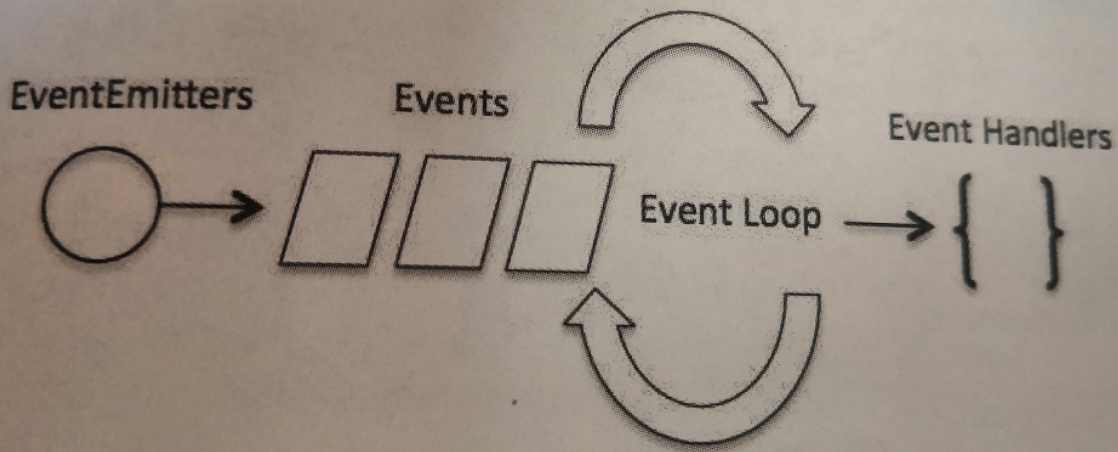 EventEmitters
Events
Event Loop
Event Handlers
{ }